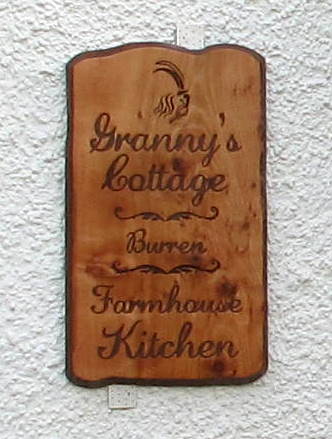 Granny's
Cottage
Burren
Farmhouse
Kitchen